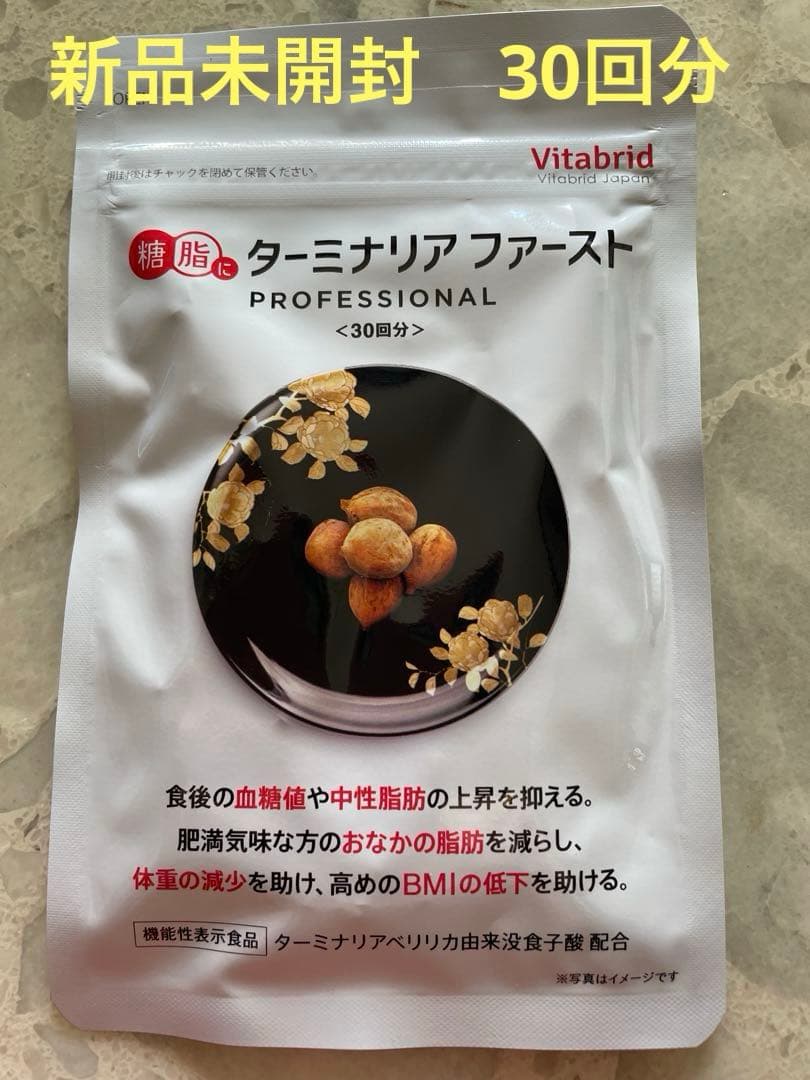 新品未開封　30回分
開封後はチャックを閉めて保管ください。
Vitabrid
Vitabrid Japan
糖 脂 に ターミナリア ファースト
PROFESSIONAL
<30回分>
食後の血糖値や中性脂肪の上昇を抑える。
肥満気味な方のおなかの脂肪を減らし、
体重の減少を助け、高めのBMIの低下を助ける。
機能性表示食品 ターミナリアベリリカ由来没食子酸 配合
※写真はイメージです